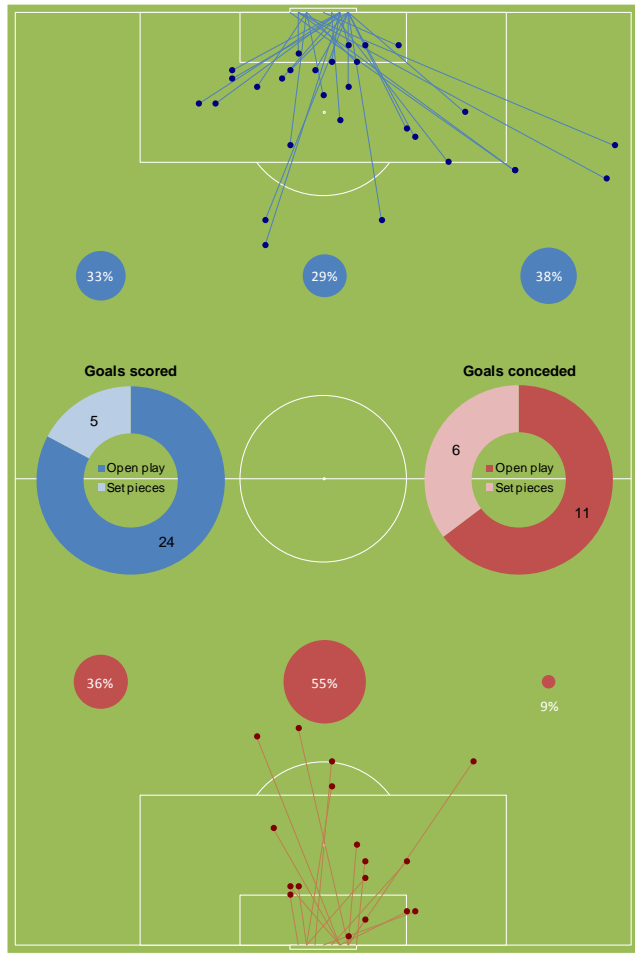 33%
29%
38%
Goals scored
Goals conceded
5
6
Open play
Set pieces
Open play
Set pieces
11
24
36%
55%
9%